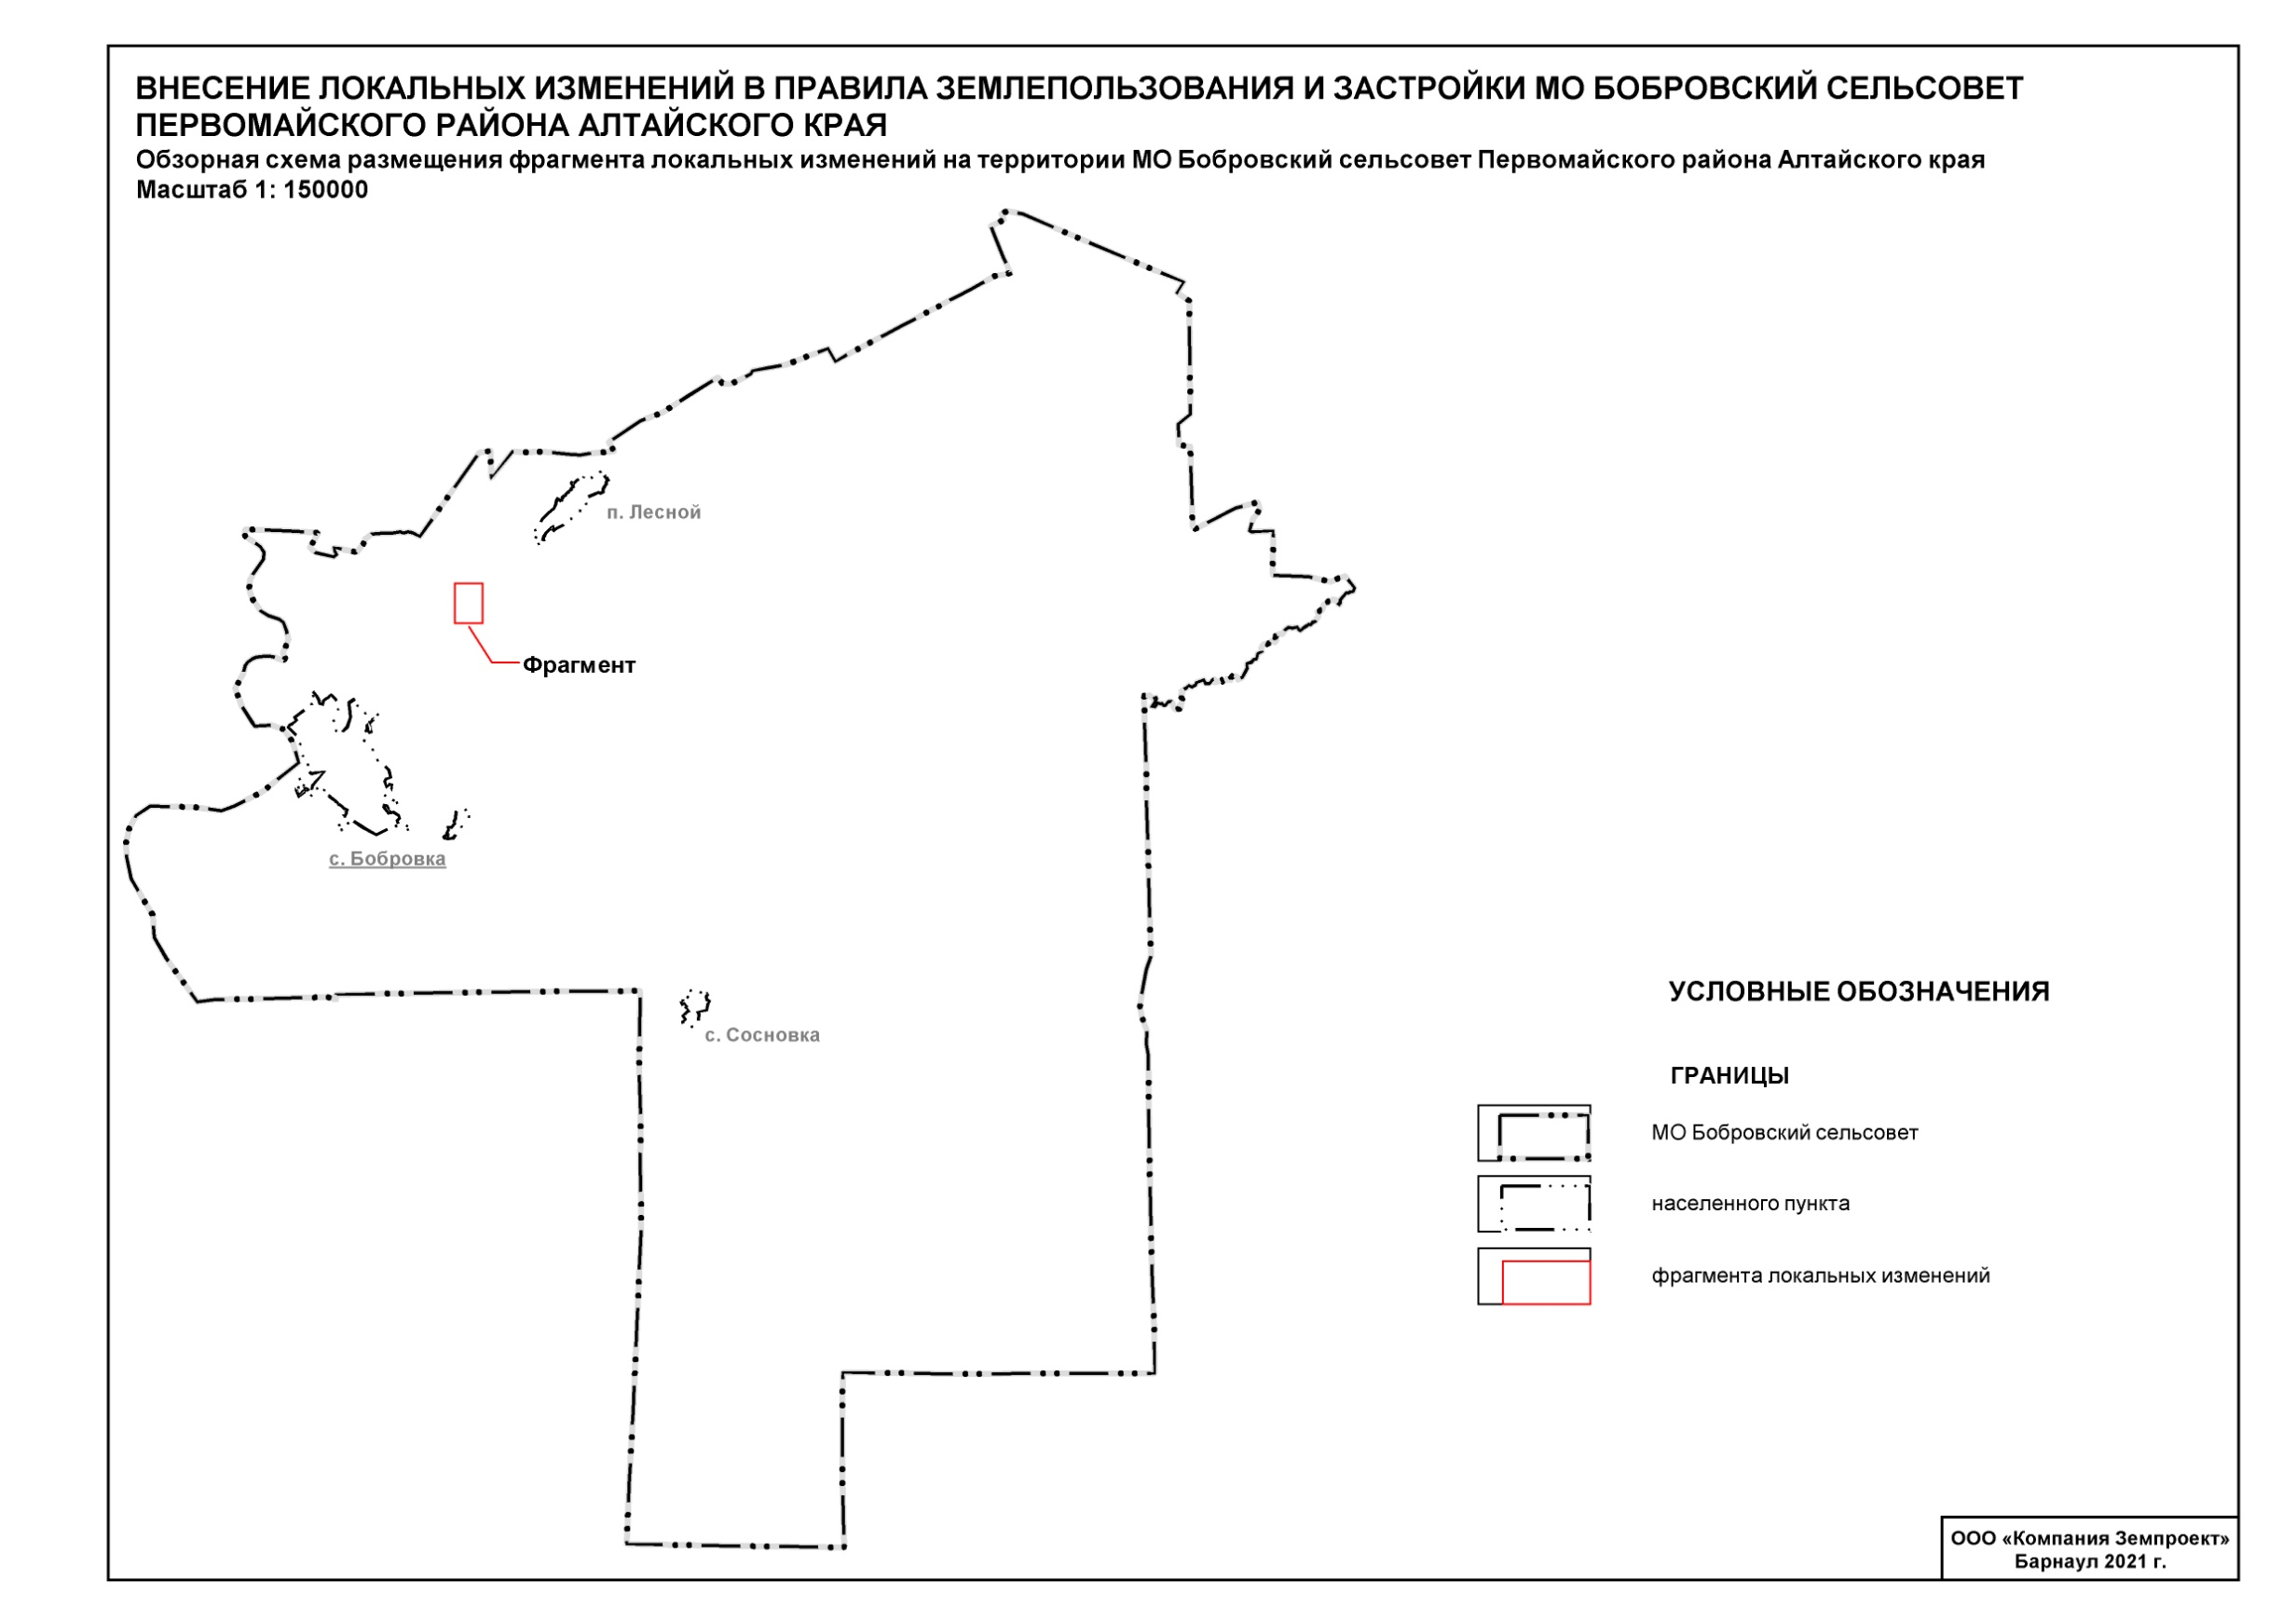 ВНЕСЕНИЕ ЛОКАЛЬНЫХ ИЗМЕНЕНИЙ В ПРАВИЛА ЗЕМЛЕПОЛЬЗОВАНИЯ И ЗАСТРОЙКИ МО БОБРОВСКИЙ СЕЛЬСОВЕТ
ПЕРВОМАЙСКОГО РАЙОНА АЛТАЙСКОГО КРАЯ
Обзорная схема размещения фрагмента локальных изменений на территории МО Бобровский сельсовет Первомайского района Алтайского края
Масштаб 1: 150000
п. Лесной
Фрагмент
с. Бобровка
с. Сосновка
УСЛОВНЫЕ ОБОЗНАЧЕНИЯ
ГРАНИЦЫ
МО Бобровский сельсовет
населенного пункта
фрагмента локальных изменений
ООО «Компания Земпроект»
Барнаул 2021 г.